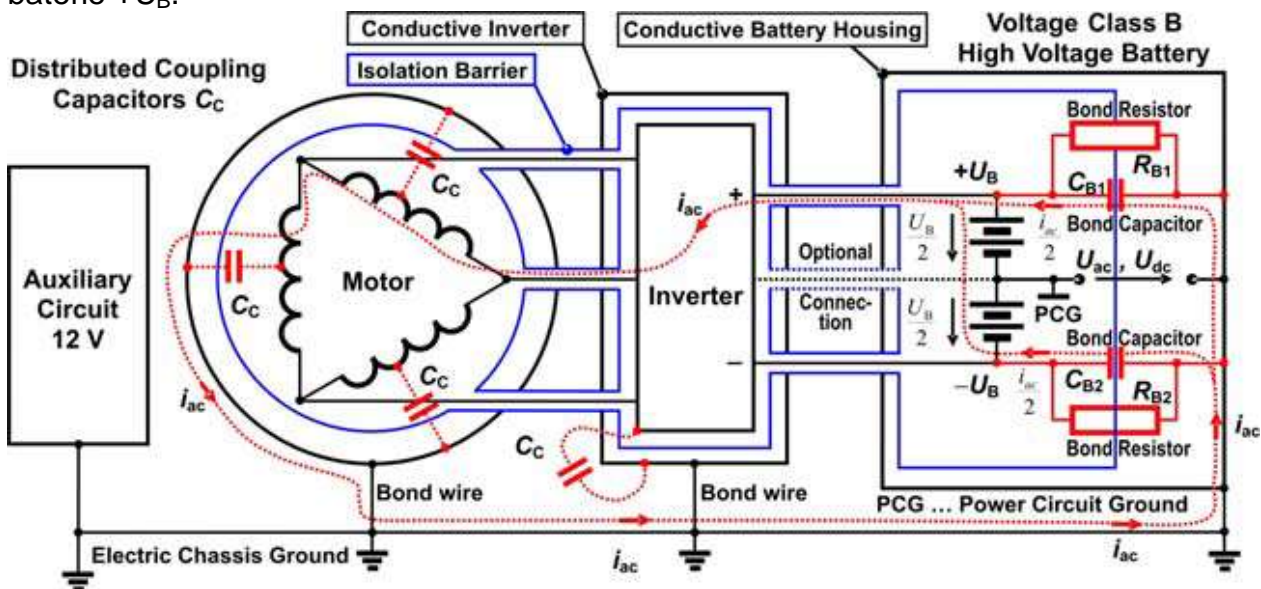 baterie +UB.
Conductive Inverter
Conductive Battery Housing
Voltage Class B
High Voltage Battery
Distributed Coupling
Capacitors CC
Isolation Barrier
Bond Resistor
RB1
CC
+UB
CB1
iac
+
Bond Capacitor
UB
2
iac
2
Optional
Uac , Udc
Auxiliary
Circuit
12 V
CC
Motor
Inverter
Connec-
tion
PCG
UB
2
Bond Capacitor
CC
−
−UB
iac
2
CB2
RB2
iac
CC
Bond Resistor
iac
Bond wire
Bond wire
PCG ... Power Circuit Ground
Electric Chassis Ground
iac
iac